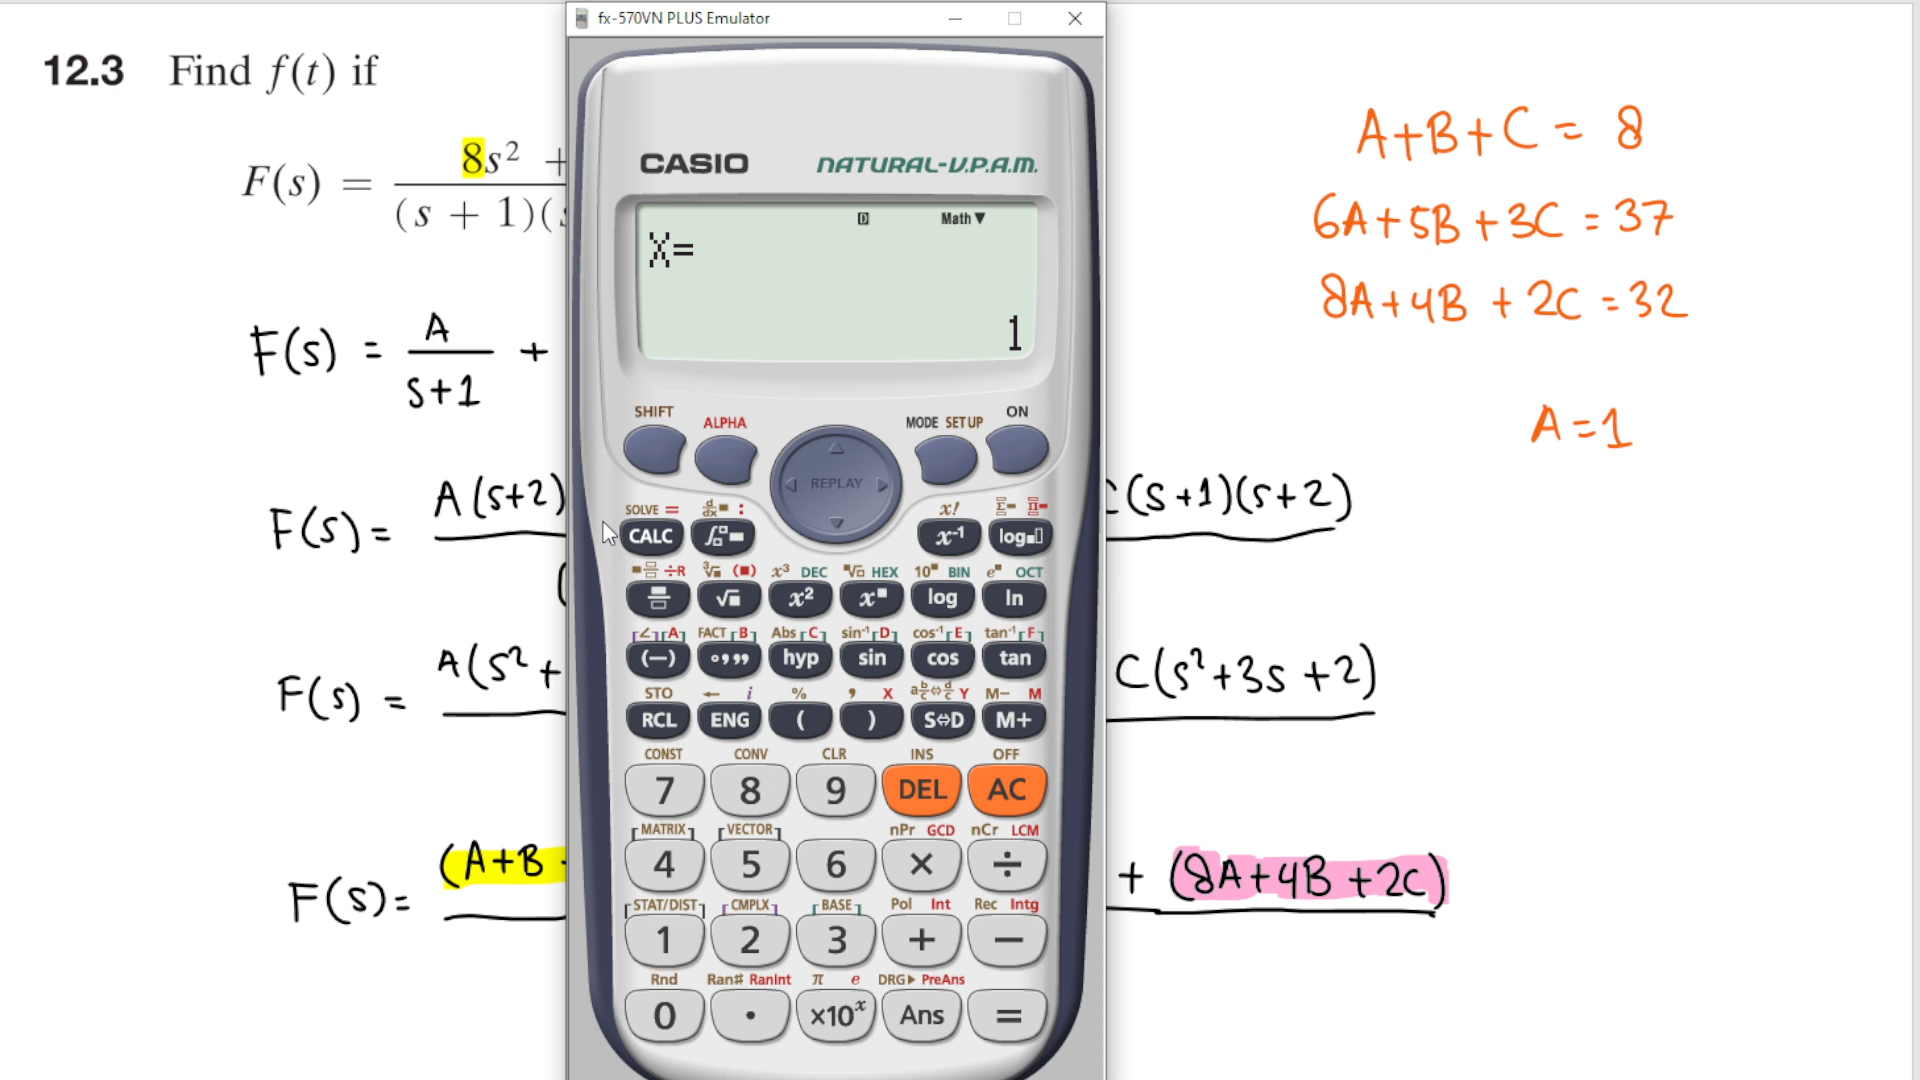 fx-570VN PLUS Emulator
12.3 Find f(t) if
F(s) = 8s² +
(s + 1)(s
F(s) = A/(s+1) +
F(s) = A(s+2)
C(s+1)(s+2)
(
F(s) = A(s²+
C(s²+3s+2)
F(s) = (A+B
+ (8A+4B+2C)
A+B+C = 8
6A+5B+3C = 37
8A+4B+2C = 32
A = 1
CASIO NATURAL-V.P.A.M.
D Math▼
X=
1
SHIFT ALPHA MODE SETUP ON
REPLAY
SOLVE = d/dx■ : x! Σ■ Π■
CALC ∫■ x⁻¹ log■□
■■/□ ÷R ³√■ (■) x³ DEC ■√□ HEX 10■ BIN e■ OCT
■/□ √■ x² x■ log ln
∠ A FACT B Abs C sin⁻¹ D cos⁻¹ E tan⁻¹ F
(−) °,,, hyp sin cos tan
STO ← i % , X a b/c⇔d/c Y M− M
RCL ENG ( ) S⇔D M+
CONST CONV CLR INS OFF
7 8 9 DEL AC
MATRIX VECTOR nPr GCD nCr LCM
4 5 6 × ÷
STAT/DIST CMPLX BASE Pol Int Rec Intg
1 2 3 + −
Rnd Ran# RanInt π e DRG▶ PreAns
0 . ×10ˣ Ans =